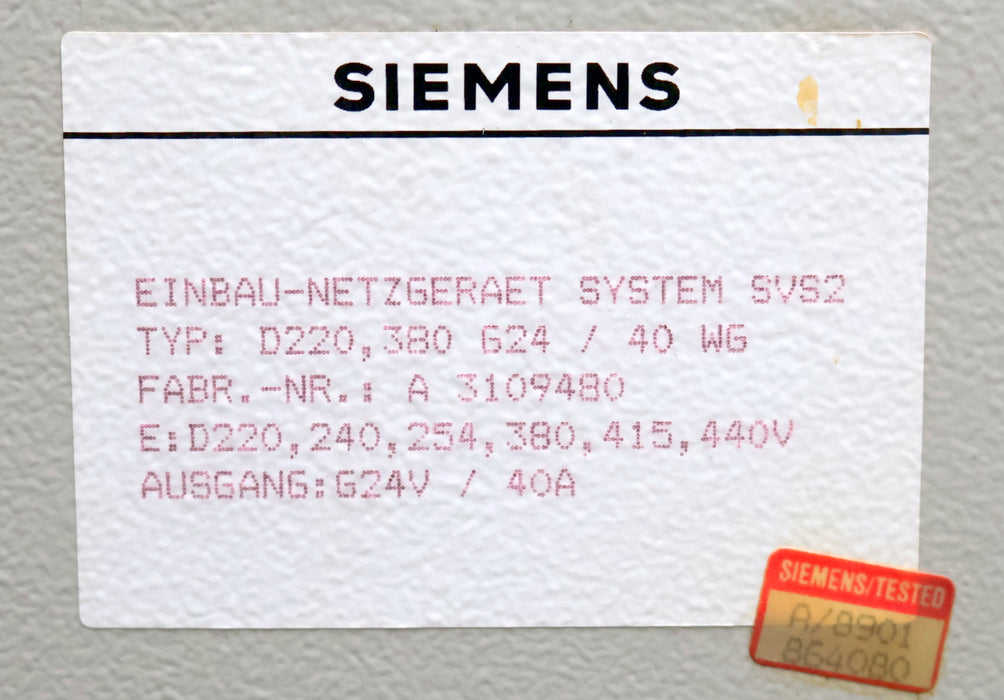 SIEMENS
EINBAU-NETZGERAET SYSTEM SVS2
TYP: D220,380 G24 / 40 WG
FABR.-NR.: A 3109480
E:D220,240,254,380,415,440V
AUSGANG:G24V / 40A
SIEMENS/TESTED
A/8901
864080